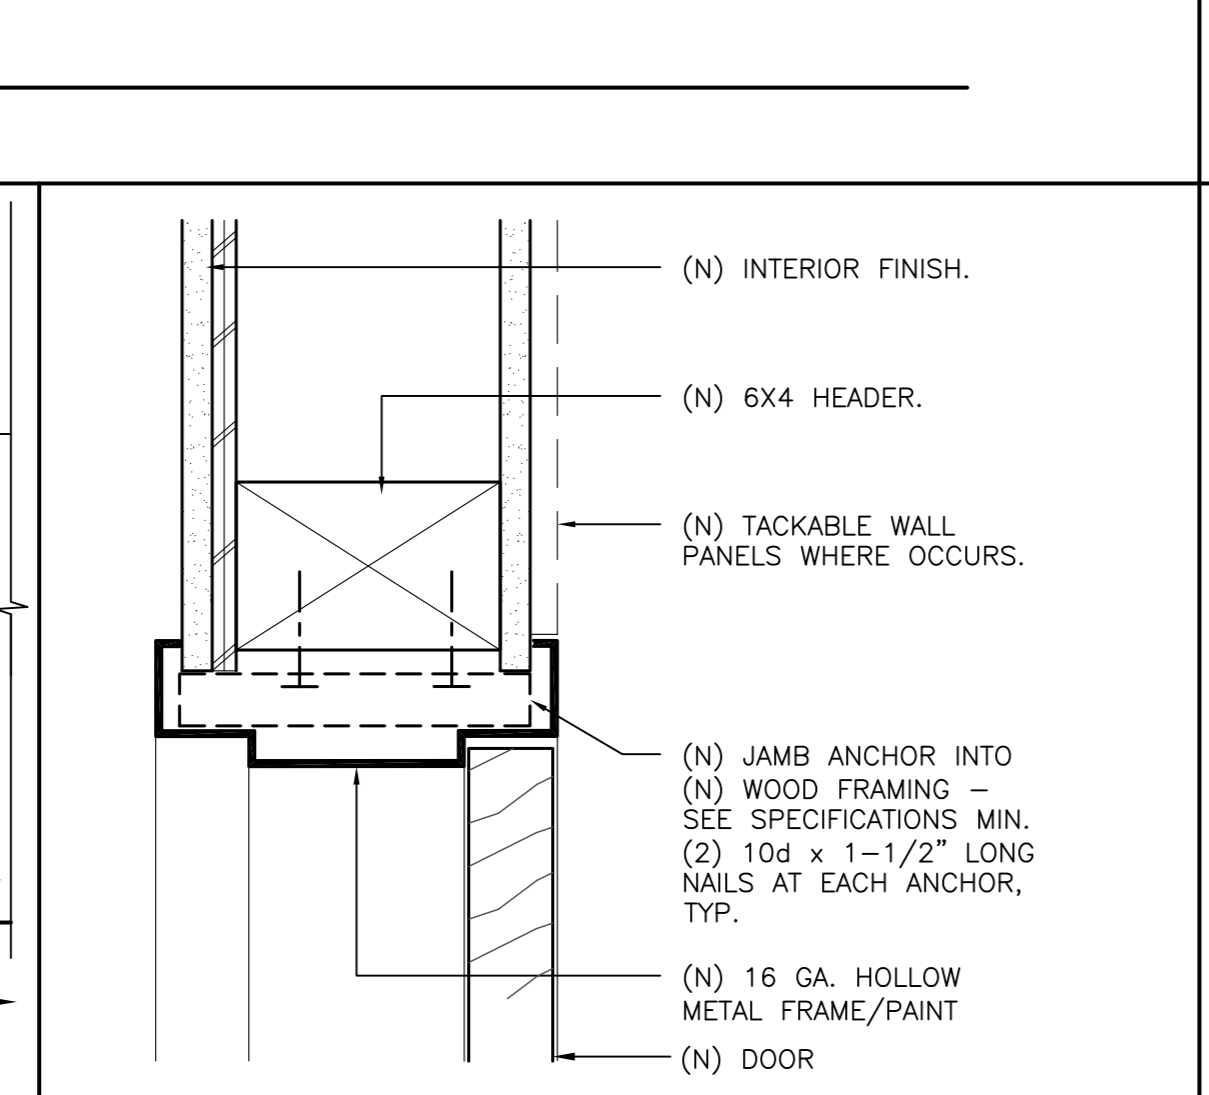 (N) INTERIOR FINISH.
(N) 6X4 HEADER.
(N) TACKABLE WALL
PANELS WHERE OCCURS.
(N) JAMB ANCHOR INTO
(N) WOOD FRAMING –
SEE SPECIFICATIONS MIN.
(2) 10d x 1–1/2” LONG
NAILS AT EACH ANCHOR,
TYP.
(N) 16 GA. HOLLOW
METAL FRAME/PAINT
(N) DOOR